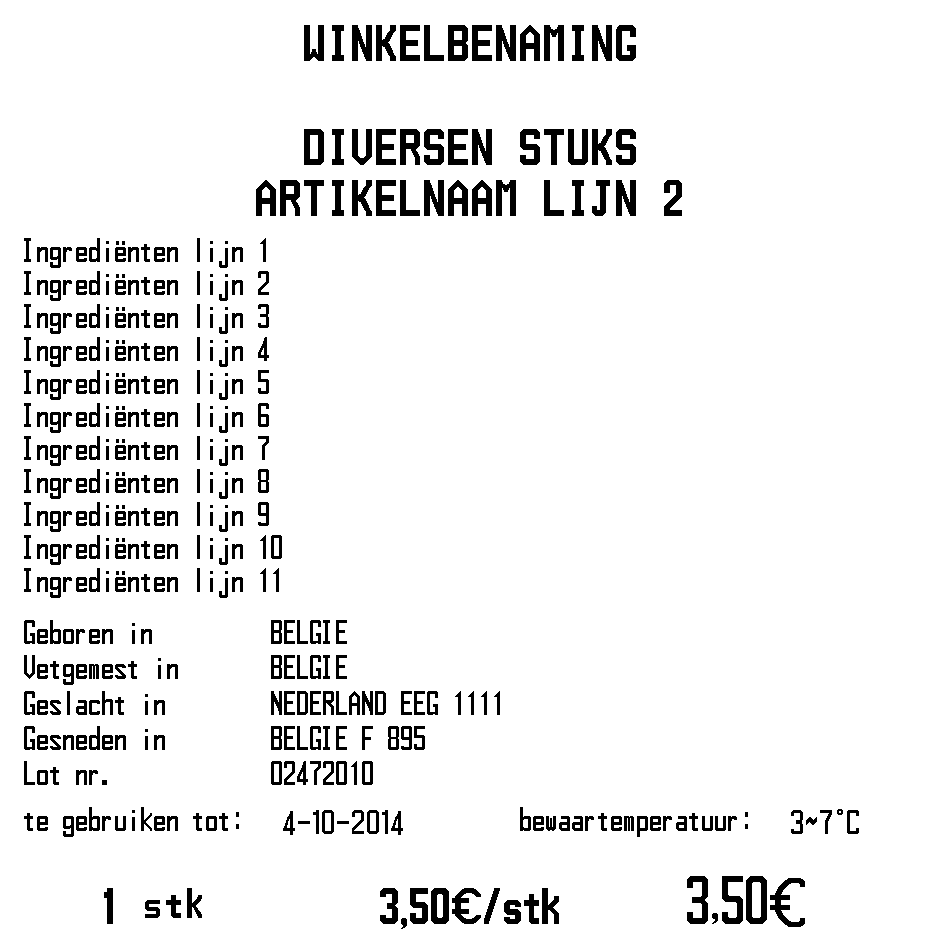 WINKELBENAMING
DIVERSEN STUKS
ARTIKELNAAM LIJN 2
Ingrediënten lijn 1
Ingrediënten lijn 2
Ingrediënten lijn 3
Ingrediënten lijn 4
Ingrediënten lijn 5
Ingrediënten lijn 6
Ingrediënten lijn 7
Ingrediënten lijn 8
Ingrediënten lijn 9
Ingrediënten lijn 10
Ingrediënten lijn 11
Geboren in BELGIE
Vetgemest in BELGIE
Geslacht in NEDERLAND EEG 1111
Gesneden in BELGIE F 895
Lot nr. 02472010
te gebruiken tot: 4-10-2014 bewaartemperatuur: 3~7°C
1 stk 3,50€/stk 3,50€